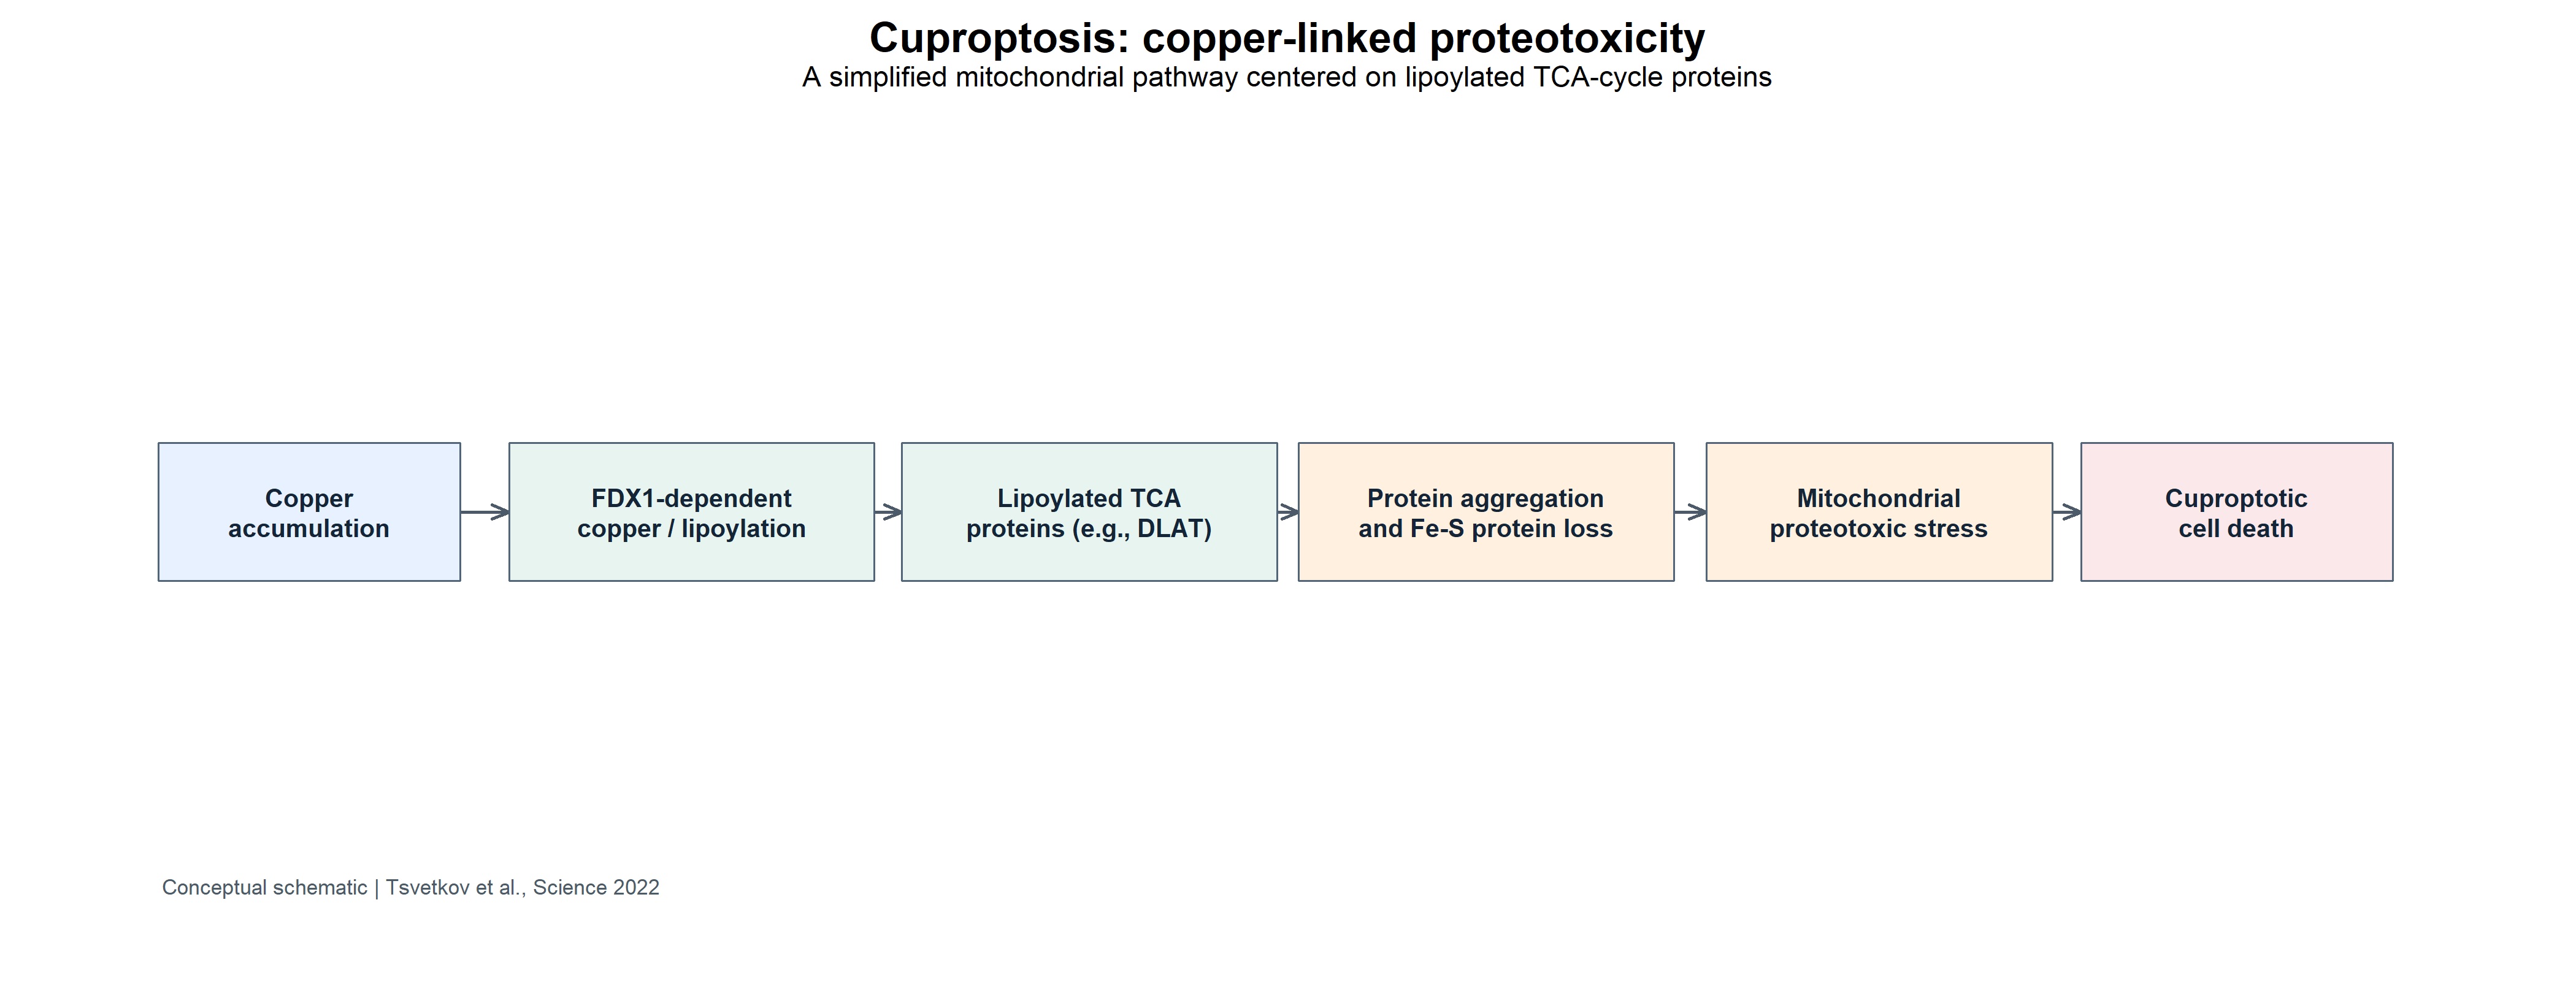 Cuproptosis: copper-linked proteotoxicity
A simplified mitochondrial pathway centered on lipoylated TCA-cycle proteins
Copper
accumulation
FDX1-dependent
copper / lipoylation
Lipoylated TCA
proteins (e.g., DLAT)
Protein aggregation
and Fe-S protein loss
Mitochondrial
proteotoxic stress
Cuproptotic
cell death
Conceptual schematic | Tsvetkov et al., Science 2022